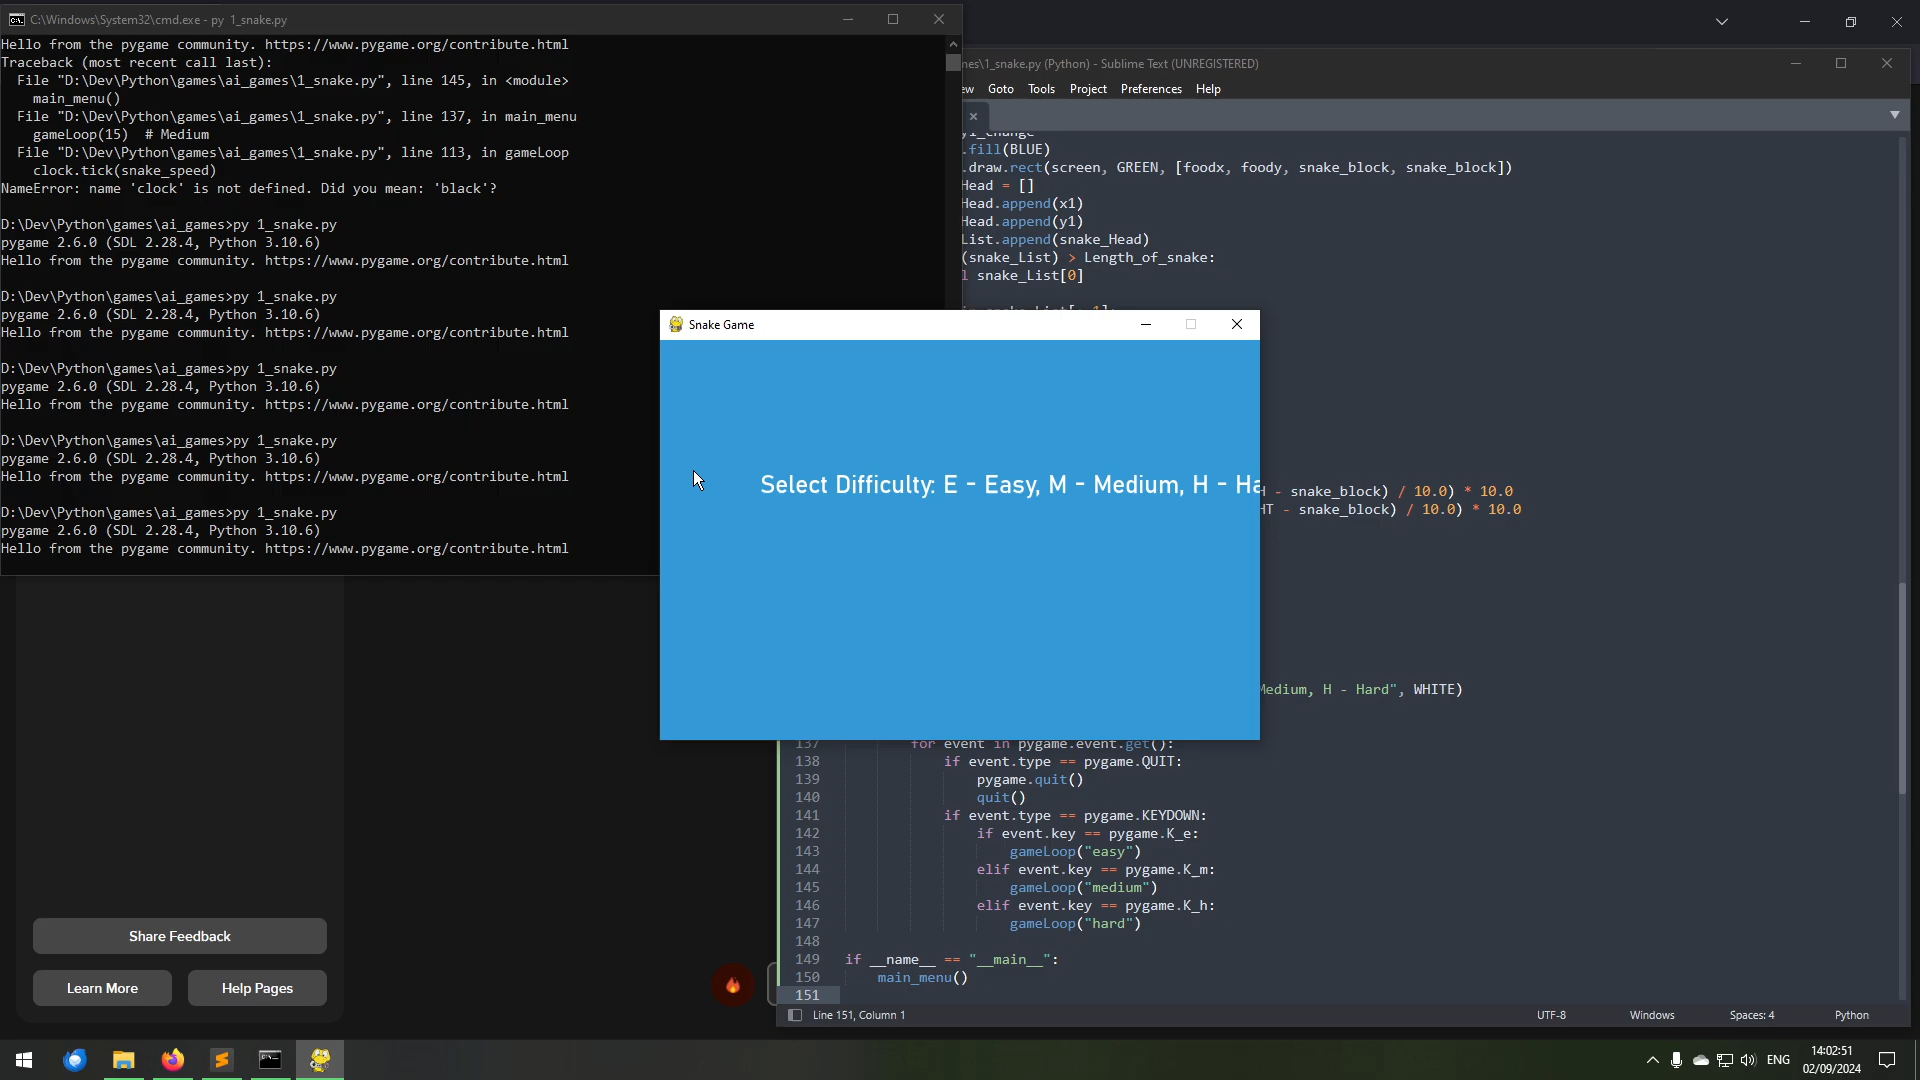 C:\Windows\System32\cmd.exe - py 1_snake.py
Hello from the pygame community. https://www.pygame.org/contribute.html
Traceback (most recent call last):
File "D:\Dev\Python\games\ai_games\1_snake.py", line 145, in <module>
main_menu()
File "D:\Dev\Python\games\ai_games\1_snake.py", line 137, in main_menu
gameLoop(15) # Medium
File "D:\Dev\Python\games\ai_games\1_snake.py", line 113, in gameLoop
clock.tick(snake_speed)
NameError: name 'clock' is not defined. Did you mean: 'black'?
D:\Dev\Python\games\ai_games>py 1_snake.py
pygame 2.6.0 (SDL 2.28.4, Python 3.10.6)
Hello from the pygame community. https://www.pygame.org/contribute.html
D:\Dev\Python\games\ai_games>py 1_snake.py
pygame 2.6.0 (SDL 2.28.4, Python 3.10.6)
Hello from the pygame community. https://www.pygame.org/contribute.html
D:\Dev\Python\games\ai_games>py 1_snake.py
pygame 2.6.0 (SDL 2.28.4, Python 3.10.6)
Hello from the pygame community. https://www.pygame.org/contribute.html
D:\Dev\Python\games\ai_games>py 1_snake.py
pygame 2.6.0 (SDL 2.28.4, Python 3.10.6)
Hello from the pygame community. https://www.pygame.org/contribute.html
D:\Dev\Python\games\ai_games>py 1_snake.py
pygame 2.6.0 (SDL 2.28.4, Python 3.10.6)
Hello from the pygame community. https://www.pygame.org/contribute.html
nes\1_snake.py (Python) - Sublime Text (UNREGISTERED)
ew Goto Tools Project Preferences Help
y1_change
.fill(BLUE)
.draw.rect(screen, GREEN, [foodx, foody, snake_block, snake_block])
Head = []
Head.append(x1)
Head.append(y1)
List.append(snake_Head)
(snake_List) > Length_of_snake:
l snake_List[0]
Snake Game
Select Difficulty: E - Easy, M - Medium, H - Ha
H - snake_block) / 10.0) * 10.0
HT - snake_block) / 10.0) * 10.0
Medium, H - Hard", WHITE)
137 for event in pygame.event.get():
138 if event.type == pygame.QUIT:
139 pygame.quit()
140 quit()
141 if event.type == pygame.KEYDOWN:
142 if event.key == pygame.K_e:
143 gameLoop("easy")
144 elif event.key == pygame.K_m:
145 gameLoop("medium")
146 elif event.key == pygame.K_h:
147 gameLoop("hard")
148
149 if __name__ == "__main__":
150 main_menu()
151
Line 151, Column 1
UTF-8 Windows Spaces: 4 Python
Share Feedback
Learn More
Help Pages
ENG
14:02:51
02/09/2024